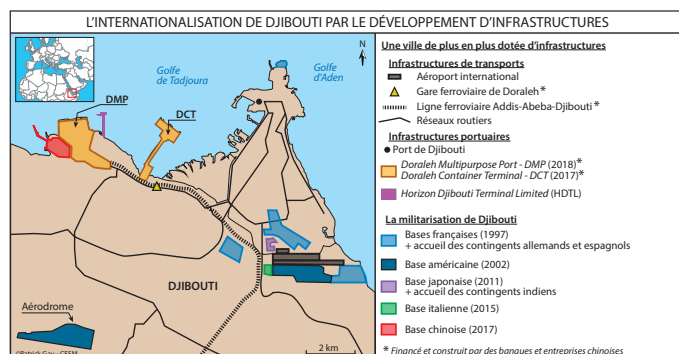 L'INTERNATIONALISATION DE DJIBOUTI PAR LE DÉVELOPPEMENT D'INFRASTRUCTURES
Golfe
de Tadjoura
Golfe
d'Aden
N
DMP
DCT
DJIBOUTI
Aérodrome
©Patrick Gay - CESM
2 km
Une ville de plus en plus dotée d'infrastructures
Infrastructures de transports
Aéroport international
Gare ferroviaire de Doraleh*
Ligne ferroviaire Addis-Abeba-Djibouti*
Réseaux routiers
Infrastructures portuaires
Port de Djibouti
Doraleh Multipurpose Port - DMP (2018)*
Doraleh Container Terminal - DCT (2017)*
Horizon Djibouti Terminal Limited (HDTL)
La militarisation de Djibouti
Bases françaises (1997)
+ accueil des contingents allemands et espagnols
Base américaine (2002)
Base japonaise (2011)
+ accueil des contingents indiens
Base italienne (2015)
Base chinoise (2017)
* Financé et construit par des banques et entreprises chinoises